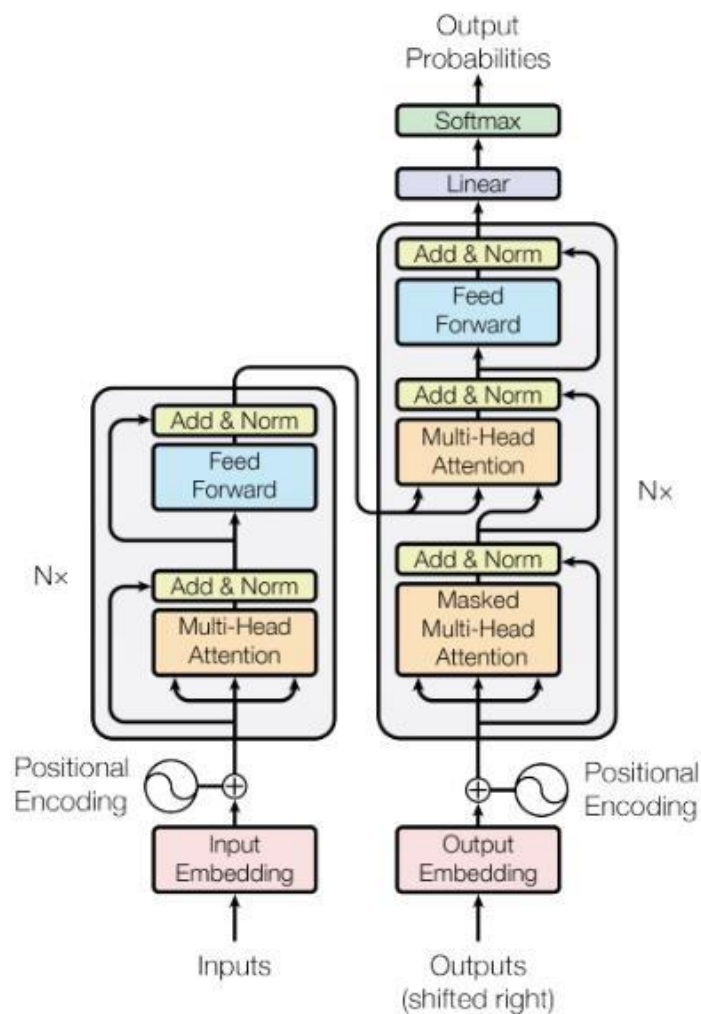 Output
Probabilities
Softmax
Linear
Add & Norm
Feed
Forward
Add & Norm
Multi-Head
Attention
Nx
Add & Norm
Masked
Multi-Head
Attention
Add & Norm
Feed
Forward
Nx
Add & Norm
Multi-Head
Attention
Positional
Encoding
Positional
Encoding
Input
Embedding
Output
Embedding
Inputs
Outputs
(shifted right)